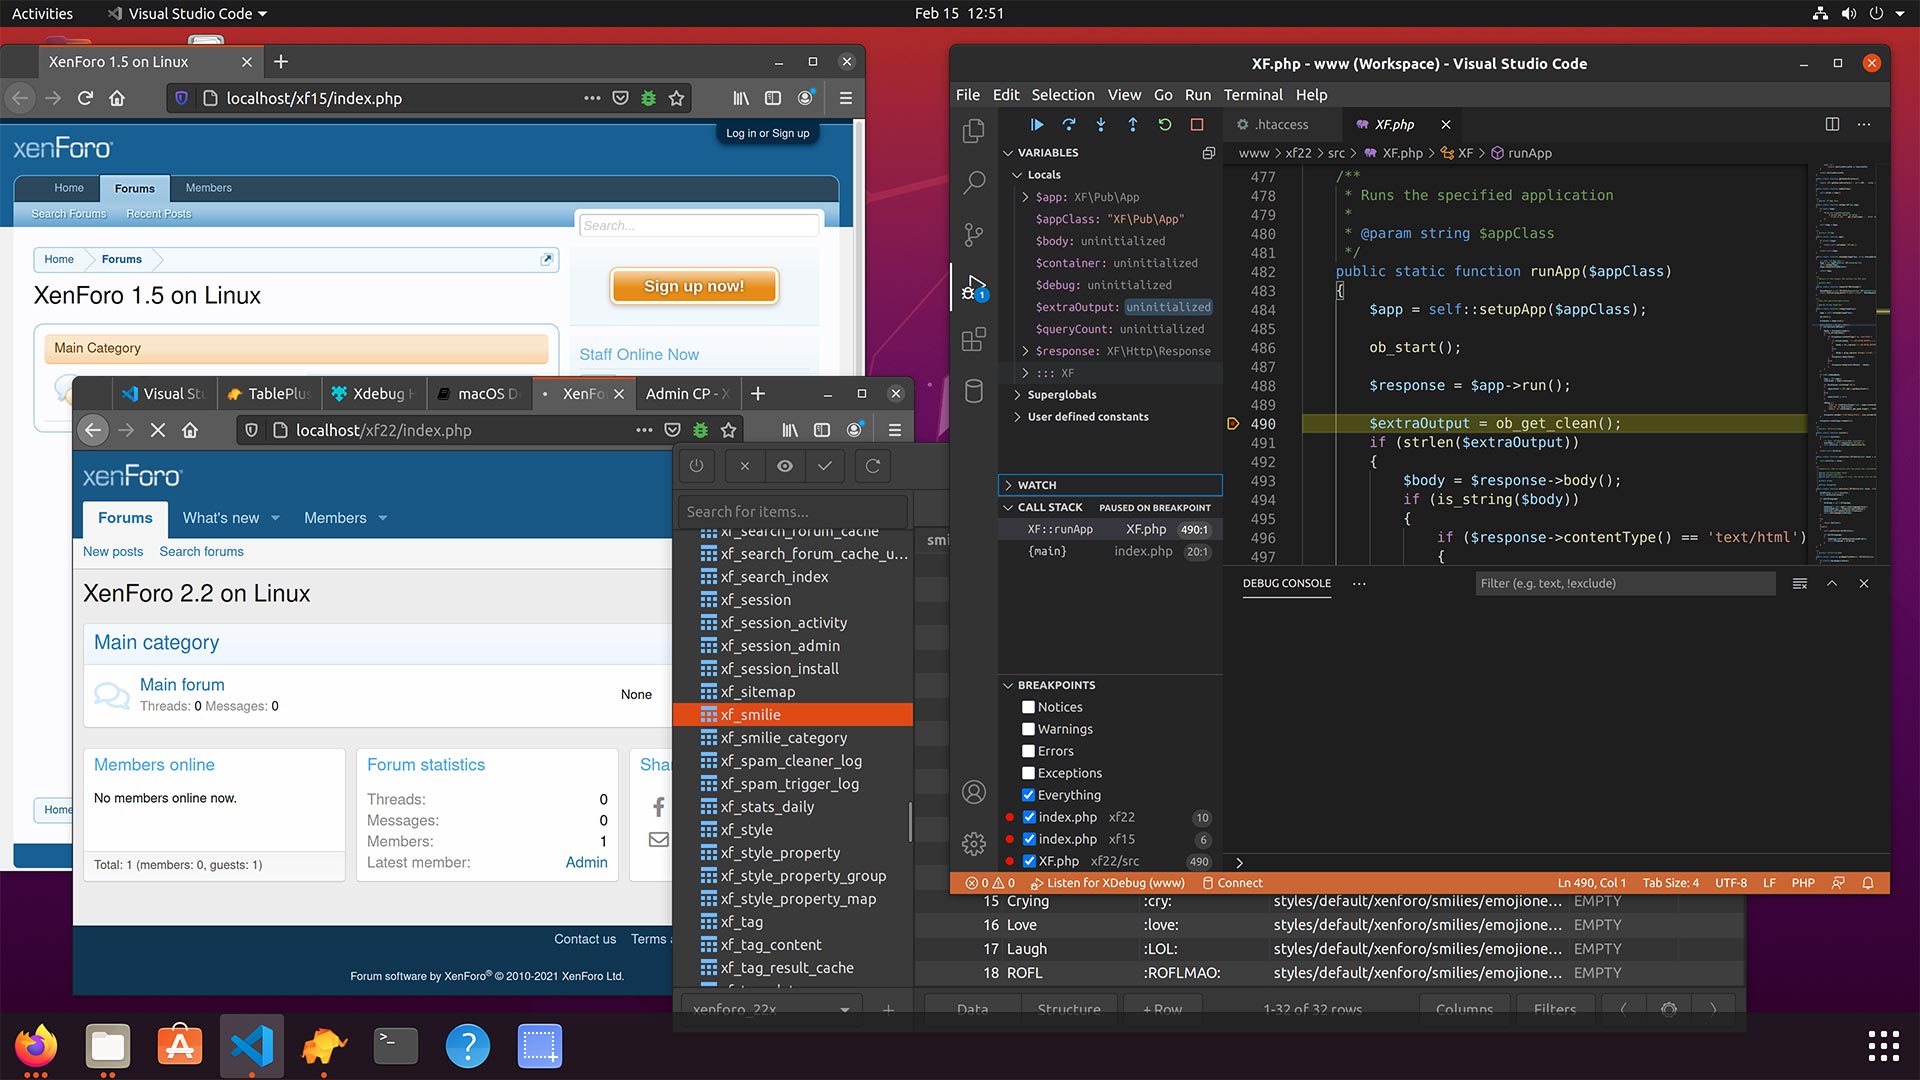 Activities
Visual Studio Code
Feb 15 12:51
XenForo 1.5 on Linux
localhost/xf15/index.php
Log in or Sign up
xenForo
Home Forums Members
Search Forums Recent Posts
Search...
Home Forums
XenForo 1.5 on Linux
Sign up now!
Main Category
Staff Online Now
Home
Visual St
TablePlus
Xdebug H
macOS D
XenFo
Admin CP - X
localhost/xf22/index.php
xenForo
Forums What's new Members
New posts Search forums
XenForo 2.2 on Linux
Main category
Main forum
Threads: 0 Messages: 0
None
Members online
No members online now.
Total: 1 (members: 0, guests: 1)
Forum statistics
Threads: 0
Messages: 0
Members: 1
Latest member: Admin
Shar
Contact us Terms a
Forum software by XenForo® © 2010-2021 XenForo Ltd.
Search for items...
xf_search_forum_cache
xf_search_forum_cache_u...
xf_search_index
xf_session
xf_session_activity
xf_session_admin
xf_session_install
xf_sitemap
xf_smilie
xf_smilie_category
xf_spam_cleaner_log
xf_spam_trigger_log
xf_stats_daily
xf_style
xf_style_property
xf_style_property_group
xf_style_property_map
xf_tag
xf_tag_content
xf_tag_result_cache
xenforo_22x
smi
15 Crying :cry: styles/default/xenforo/smilies/emojione... EMPTY
16 Love :love: styles/default/xenforo/smilies/emojione... EMPTY
17 Laugh :LOL: styles/default/xenforo/smilies/emojione... EMPTY
18 ROFL :ROFLMAO: styles/default/xenforo/smilies/emojione... EMPTY
Data Structure + Row 1-32 of 32 rows Columns Filters
XF.php - www (Workspace) - Visual Studio Code
File Edit Selection View Go Run Terminal Help
.htaccess XF.php
www > xf22 > src > XF.php > XF > runApp
VARIABLES
Locals
$app: XF\Pub\App
$appClass: "XF\Pub\App"
$body: uninitialized
$container: uninitialized
$debug: uninitialized
$extraOutput: uninitialized
$queryCount: uninitialized
$response: XF\Http\Response
::: XF
Superglobals
User defined constants
WATCH
CALL STACK PAUSED ON BREAKPOINT
XF::runApp XF.php 490:1
{main} index.php 20:1
BREAKPOINTS
Notices
Warnings
Errors
Exceptions
Everything
index.php xf22 10
index.php xf15 6
XF.php xf22/src 490
1
477 /**
478 * Runs the specified application
479 *
480 * @param string $appClass
481 */
482 public static function runApp($appClass)
483 {
484 $app = self::setupApp($appClass);
485
486 ob_start();
487
488 $response = $app->run();
489
490 $extraOutput = ob_get_clean();
491 if (strlen($extraOutput))
492 {
493 $body = $response->body();
494 if (is_string($body))
495 {
496 if ($response->contentType() == 'text/html')
497 {
DEBUG CONSOLE
Filter (e.g. text, !exclude)
0 0 Listen for XDebug (www) Connect
Ln 490, Col 1 Tab Size: 4 UTF-8 LF PHP